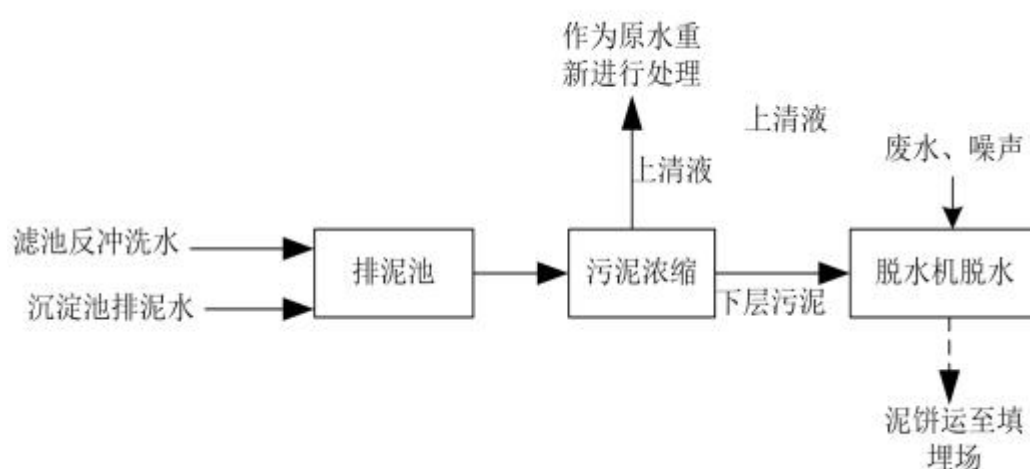 作为原水重
新进行处理
上清液
上清液
废水、噪声
滤池反冲洗水
沉淀池排泥水
排泥池
污泥浓缩
下层污泥
脱水机脱水
泥饼运至填
埋场